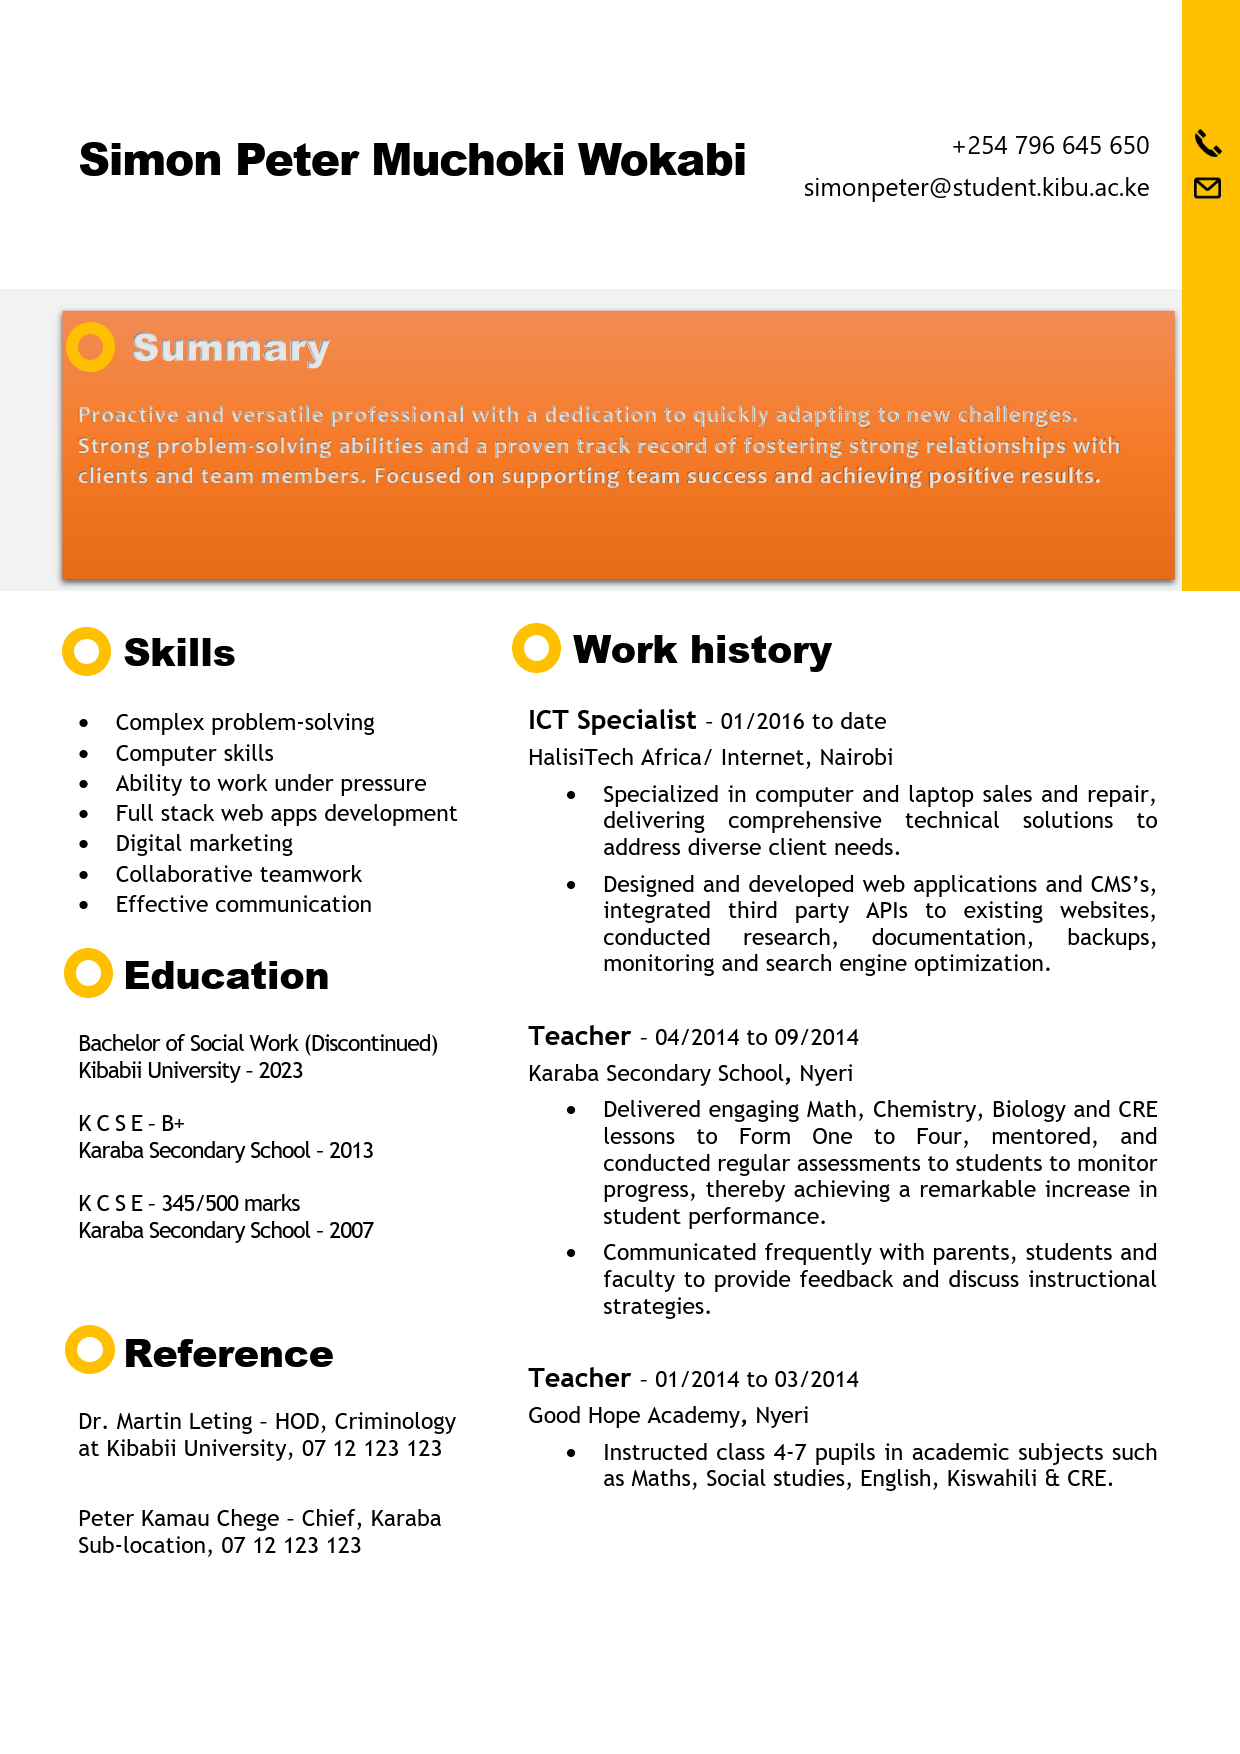 Simon Peter Muchoki Wokabi
+254 796 645 650
simonpeter@student.kibu.ac.ke
Summary
Proactive and versatile professional with a dedication to quickly adapting to new challenges.
Strong problem-solving abilities and a proven track record of fostering strong relationships with
clients and team members. Focused on supporting team success and achieving positive results.
Skills
• Complex problem-solving
• Computer skills
• Ability to work under pressure
• Full stack web apps development
• Digital marketing
• Collaborative teamwork
• Effective communication
Education
Bachelor of Social Work (Discontinued)
Kibabii University – 2023
K C S E – B+
Karaba Secondary School – 2013
K C S E – 345/500 marks
Karaba Secondary School – 2007
Reference
Dr. Martin Leting – HOD, Criminology
at Kibabii University, 07 12 123 123
Peter Kamau Chege – Chief, Karaba
Sub-location, 07 12 123 123
Work history
ICT Specialist – 01/2016 to date
HalisiTech Africa/ Internet, Nairobi
• Specialized in computer and laptop sales and repair,
delivering comprehensive technical solutions to
address diverse client needs.
• Designed and developed web applications and CMS’s,
integrated third party APIs to existing websites,
conducted research, documentation, backups,
monitoring and search engine optimization.
Teacher – 04/2014 to 09/2014
Karaba Secondary School, Nyeri
• Delivered engaging Math, Chemistry, Biology and CRE
lessons to Form One to Four, mentored, and
conducted regular assessments to students to monitor
progress, thereby achieving a remarkable increase in
student performance.
• Communicated frequently with parents, students and
faculty to provide feedback and discuss instructional
strategies.
Teacher – 01/2014 to 03/2014
Good Hope Academy, Nyeri
• Instructed class 4-7 pupils in academic subjects such
as Maths, Social studies, English, Kiswahili & CRE.